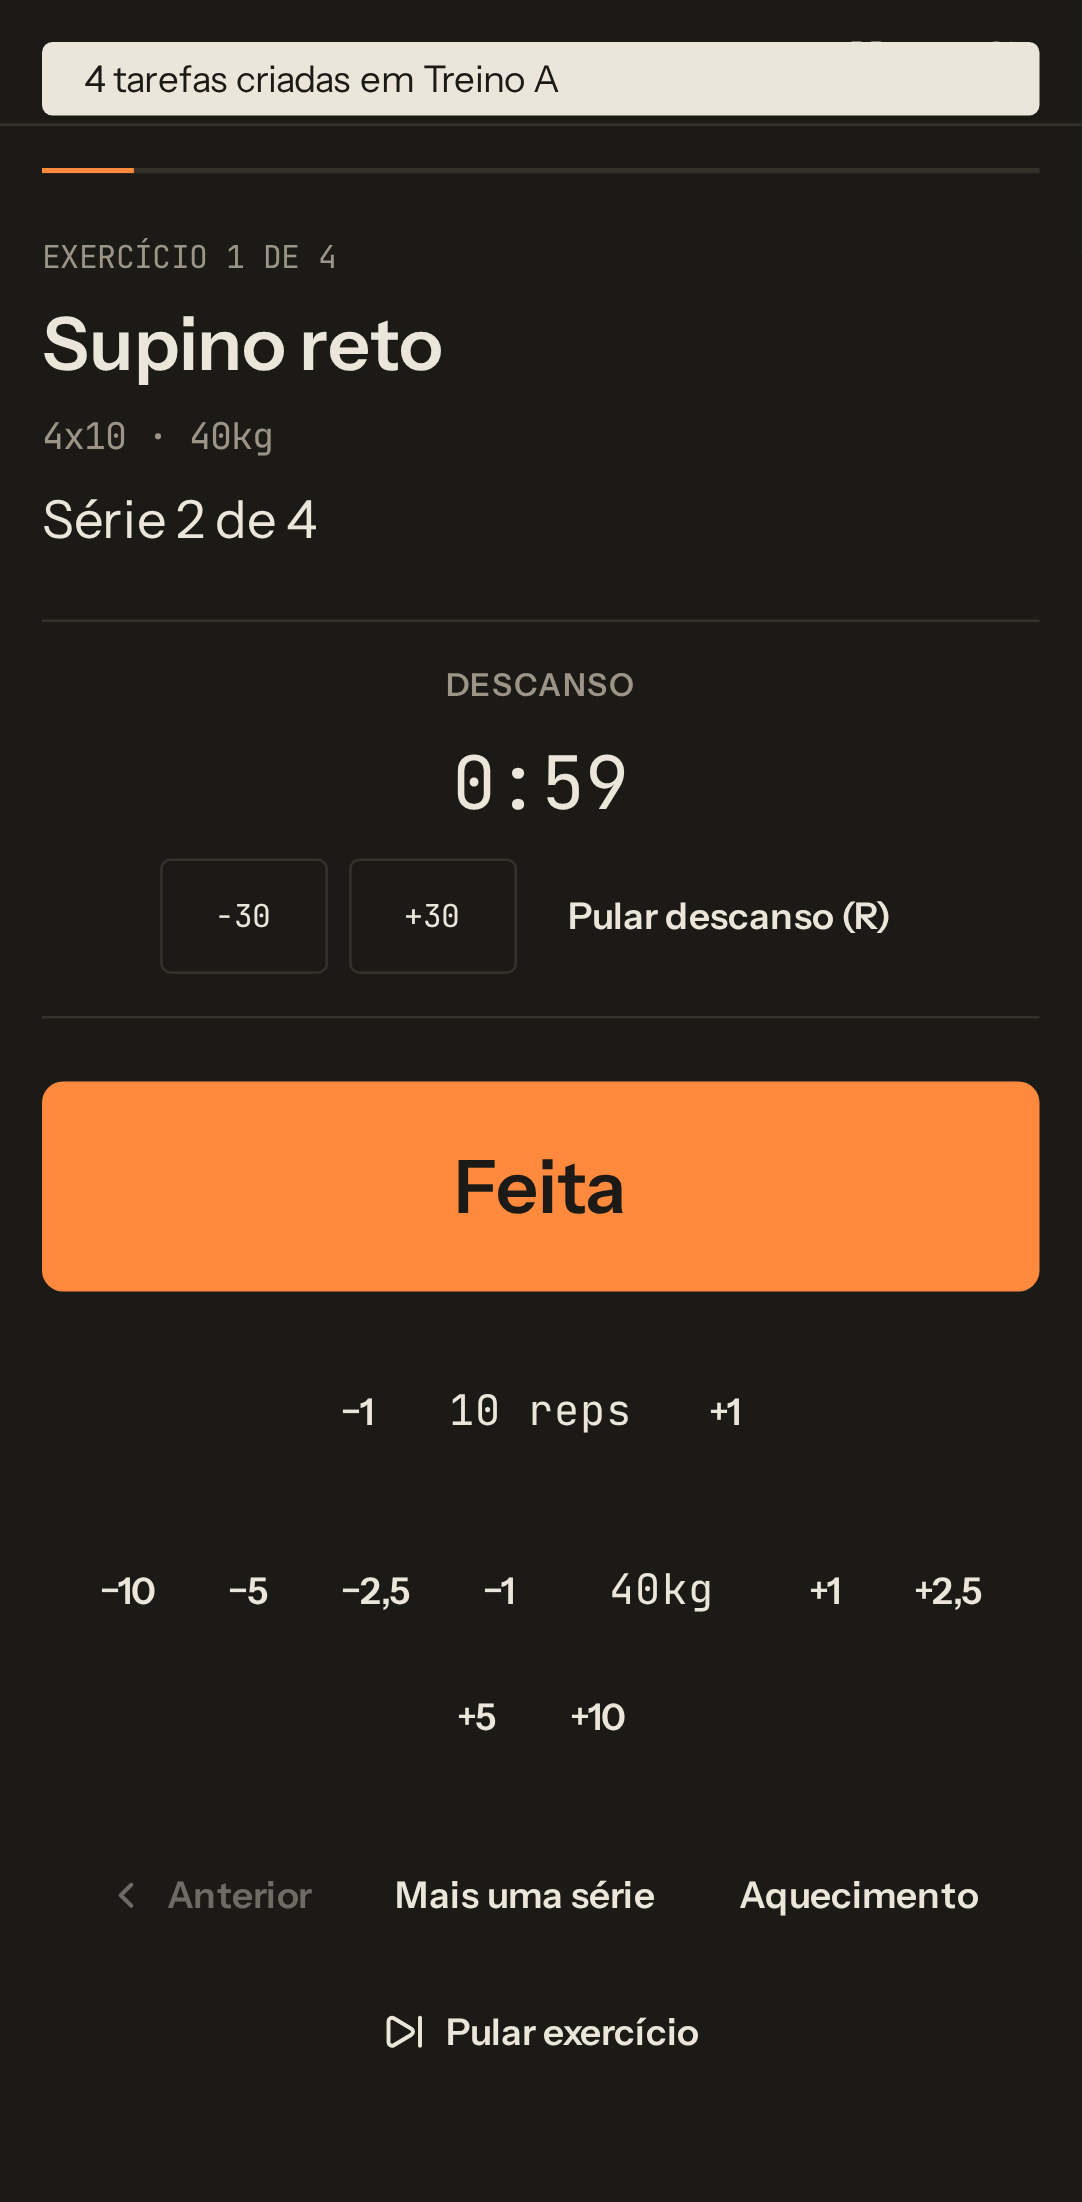 4 tarefas criadas em Treino A
EXERCÍCIO 1 DE 4
Supino reto
4x10 · 40kg
Série 2 de 4
DESCANSO
0:59
-30 +30 Pular descanso (R)
Feita
−1 10 reps +1
−10 −5 −2,5 −1 40kg +1 +2,5
+5 +10
Anterior Mais uma série Aquecimento
Pular exercício